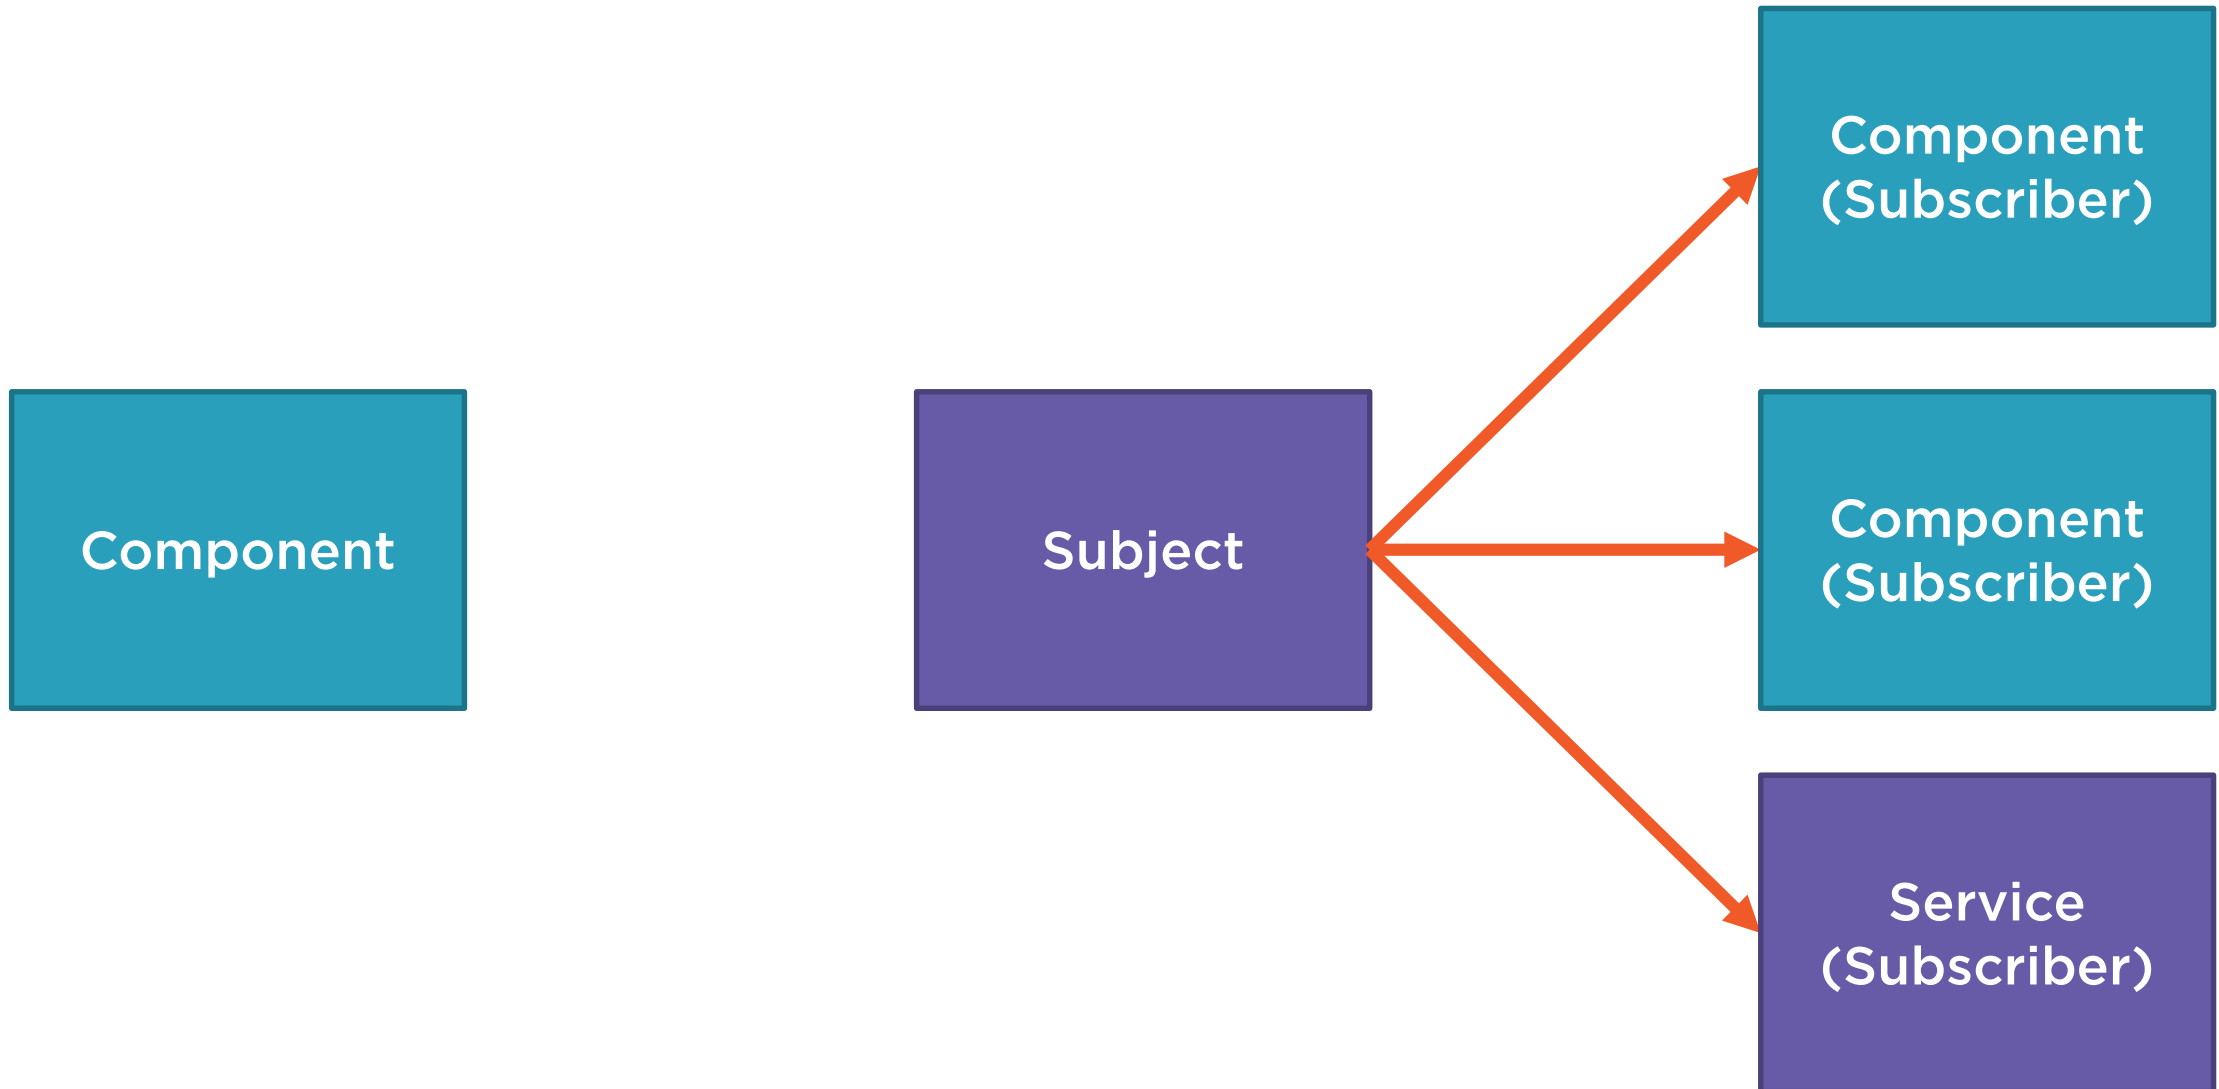 Component
Subject
Component
(Subscriber)
Component
(Subscriber)
Service
(Subscriber)